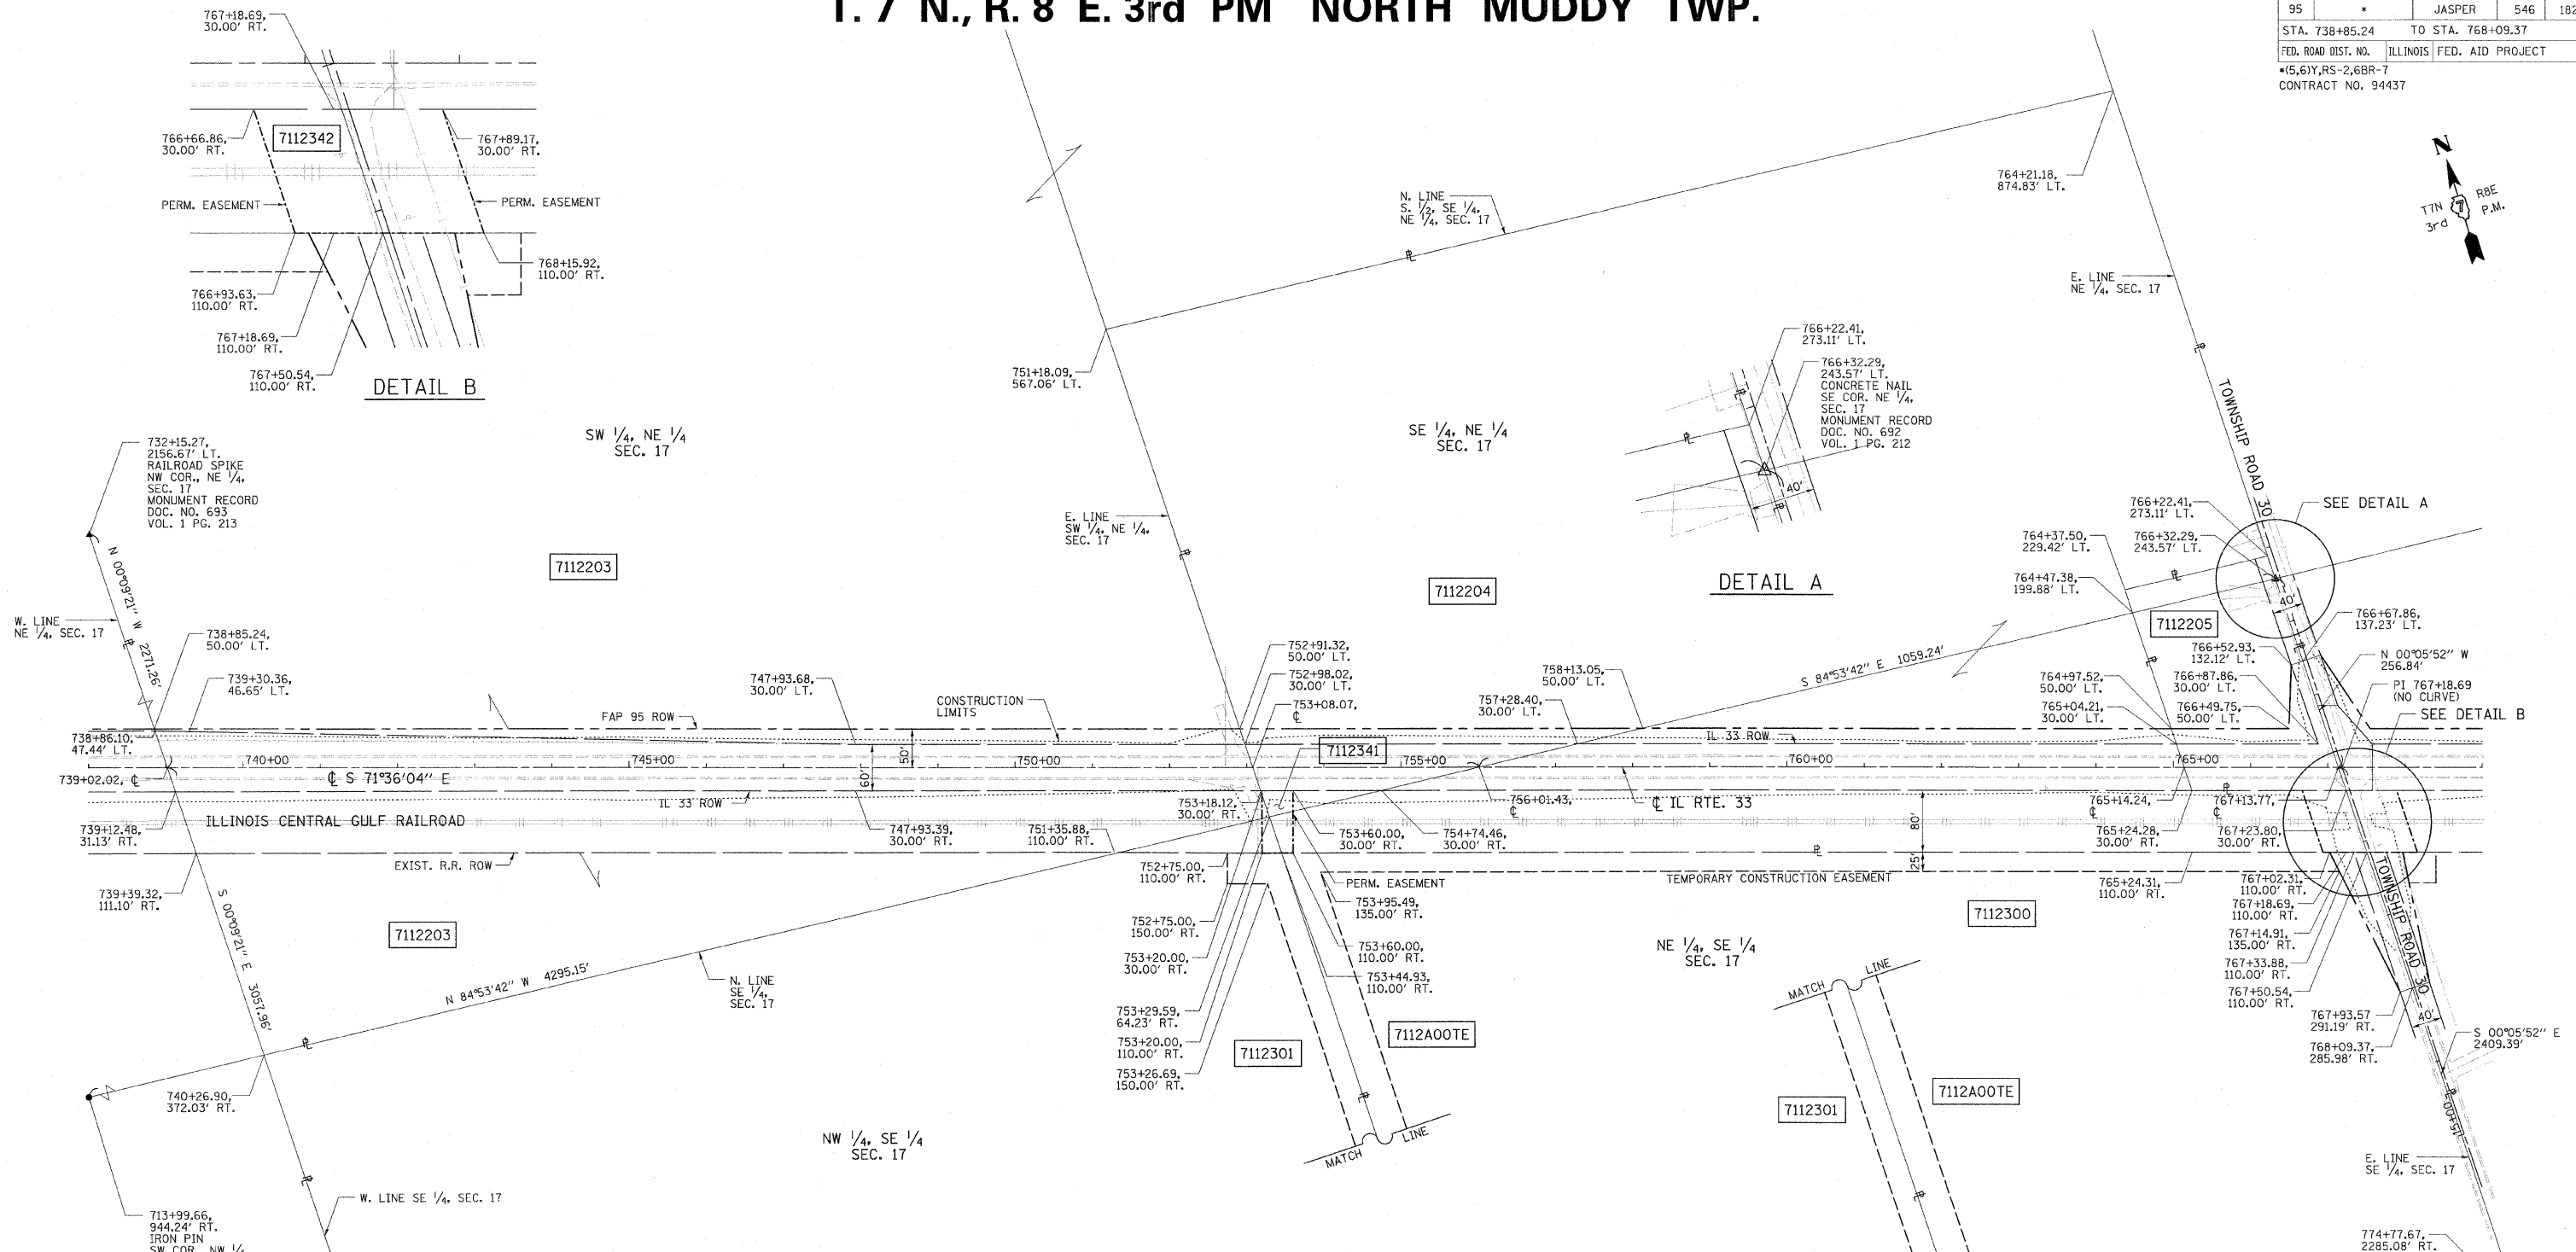 T. 7 N., R. 8 E. 3rd PM NORTH MUDDY TWP.
95 * JASPER 546 182
STA. 738+85.24 TO STA. 768+09.37
FED. ROAD DIST. NO. ILLINOIS FED. AID PROJECT
*(5,6)Y,RS-2,6BR-7
CONTRACT NO. 94437
N
T7N 7 R8E
3rd P.M.
767+18.69,
30.00' RT.
766+66.86,
30.00' RT.
7112342
767+89.17,
30.00' RT.
PERM. EASEMENT
PERM. EASEMENT
768+15.92,
110.00' RT.
766+93.63,
110.00' RT.
767+18.69,
110.00' RT.
767+50.54,
110.00' RT.
DETAIL B
732+15.27,
2156.67' LT.
RAILROAD SPIKE
NW COR., NE 1/4,
SEC. 17
MONUMENT RECORD
DOC. NO. 693
VOL. 1 PG. 213
SW 1/4, NE 1/4
SEC. 17
7112203
751+18.09,
567.06' LT.
E. LINE
SW 1/4, NE 1/4,
SEC. 17
N. LINE
S. 1/2, SE 1/4,
NE 1/4, SEC. 17
764+21.18,
874.83' LT.
E. LINE
NE 1/4, SEC. 17
TOWNSHIP ROAD 30
SE 1/4, NE 1/4
SEC. 17
7112204
766+22.41,
273.11' LT.
766+32.29,
243.57' LT.
CONCRETE NAIL
SE COR. NE 1/4,
SEC. 17
MONUMENT RECORD
DOC. NO. 692
VOL. 1 PG. 212
40'
DETAIL A
766+22.41,
273.11' LT.
SEE DETAIL A
764+37.50,
229.42' LT.
766+32.29,
243.57' LT.
764+47.38,
199.88' LT.
40'
7112205
766+67.86,
137.23' LT.
766+52.93,
132.12' LT.
N 00°05'52" W
256.84'
764+97.52,
50.00' LT.
766+87.86,
30.00' LT.
PI 767+18.69
(NO CURVE)
765+04.21,
30.00' LT.
766+49.75,
50.00' LT.
SEE DETAIL B
W. LINE
NE 1/4, SEC. 17
N 00°09'21" W 2271.26'
738+85.24,
50.00' LT.
739+30.36,
46.65' LT.
747+93.68,
30.00' LT.
CONSTRUCTION
LIMITS
FAP 95 ROW
752+91.32,
50.00' LT.
752+98.02,
30.00' LT.
753+08.07,
℄
757+28.40,
30.00' LT.
758+13.05,
50.00' LT.
S 84°53'42" E 1059.24'
738+86.10,
47.44' LT.
739+02.02, ℄
740+00
℄ S 71°36'04" E
745+00
60'
50'
750+00
7112341
755+00
IL 33 ROW
760+00
765+00
IL 33 ROW
756+01.43,
℄
℄ IL RTE. 33
765+14.24,
℄
767+13.77,
℄
739+12.48,
31.13' RT.
ILLINOIS CENTRAL GULF RAILROAD
747+93.39,
30.00' RT.
751+35.88,
110.00' RT.
753+18.12,
30.00' RT.
753+60.00,
30.00' RT.
754+74.46,
30.00' RT.
80'
25'
765+24.28,
30.00' RT.
767+23.80,
30.00' RT.
EXIST. R.R. ROW
739+39.32,
111.10' RT.
752+75.00,
110.00' RT.
PERM. EASEMENT
753+95.49,
135.00' RT.
TEMPORARY CONSTRUCTION EASEMENT
765+24.31,
110.00' RT.
767+02.31,
110.00' RT.
767+18.69,
110.00' RT.
TOWNSHIP ROAD 30
767+14.91,
135.00' RT.
767+33.88,
110.00' RT.
767+50.54,
110.00' RT.
767+93.57
291.19' RT.
40'
768+09.37,
285.98' RT.
S 00°05'52" E
2409.39'
7112203
S 00°09'21" E 3057.96'
N 84°53'42" W 4295.15'
N. LINE
SE 1/4,
SEC. 17
752+75.00,
150.00' RT.
753+20.00,
30.00' RT.
753+29.59,
64.23' RT.
753+20.00,
110.00' RT.
753+26.69,
150.00' RT.
753+60.00,
110.00' RT.
753+44.93,
110.00' RT.
7112301
7112A00TE
MATCH LINE
NE 1/4, SE 1/4
SEC. 17
7112300
MATCH LINE
7112301
7112A00TE
740+26.90,
372.03' RT.
NW 1/4, SE 1/4
SEC. 17
W. LINE SE 1/4, SEC. 17
713+99.66,
944.24' RT.
IRON PIN
SW COR., NW 1/4
15+00
E. LINE
SE 1/4, SEC. 17
774+77.67,
2285.08' RT.